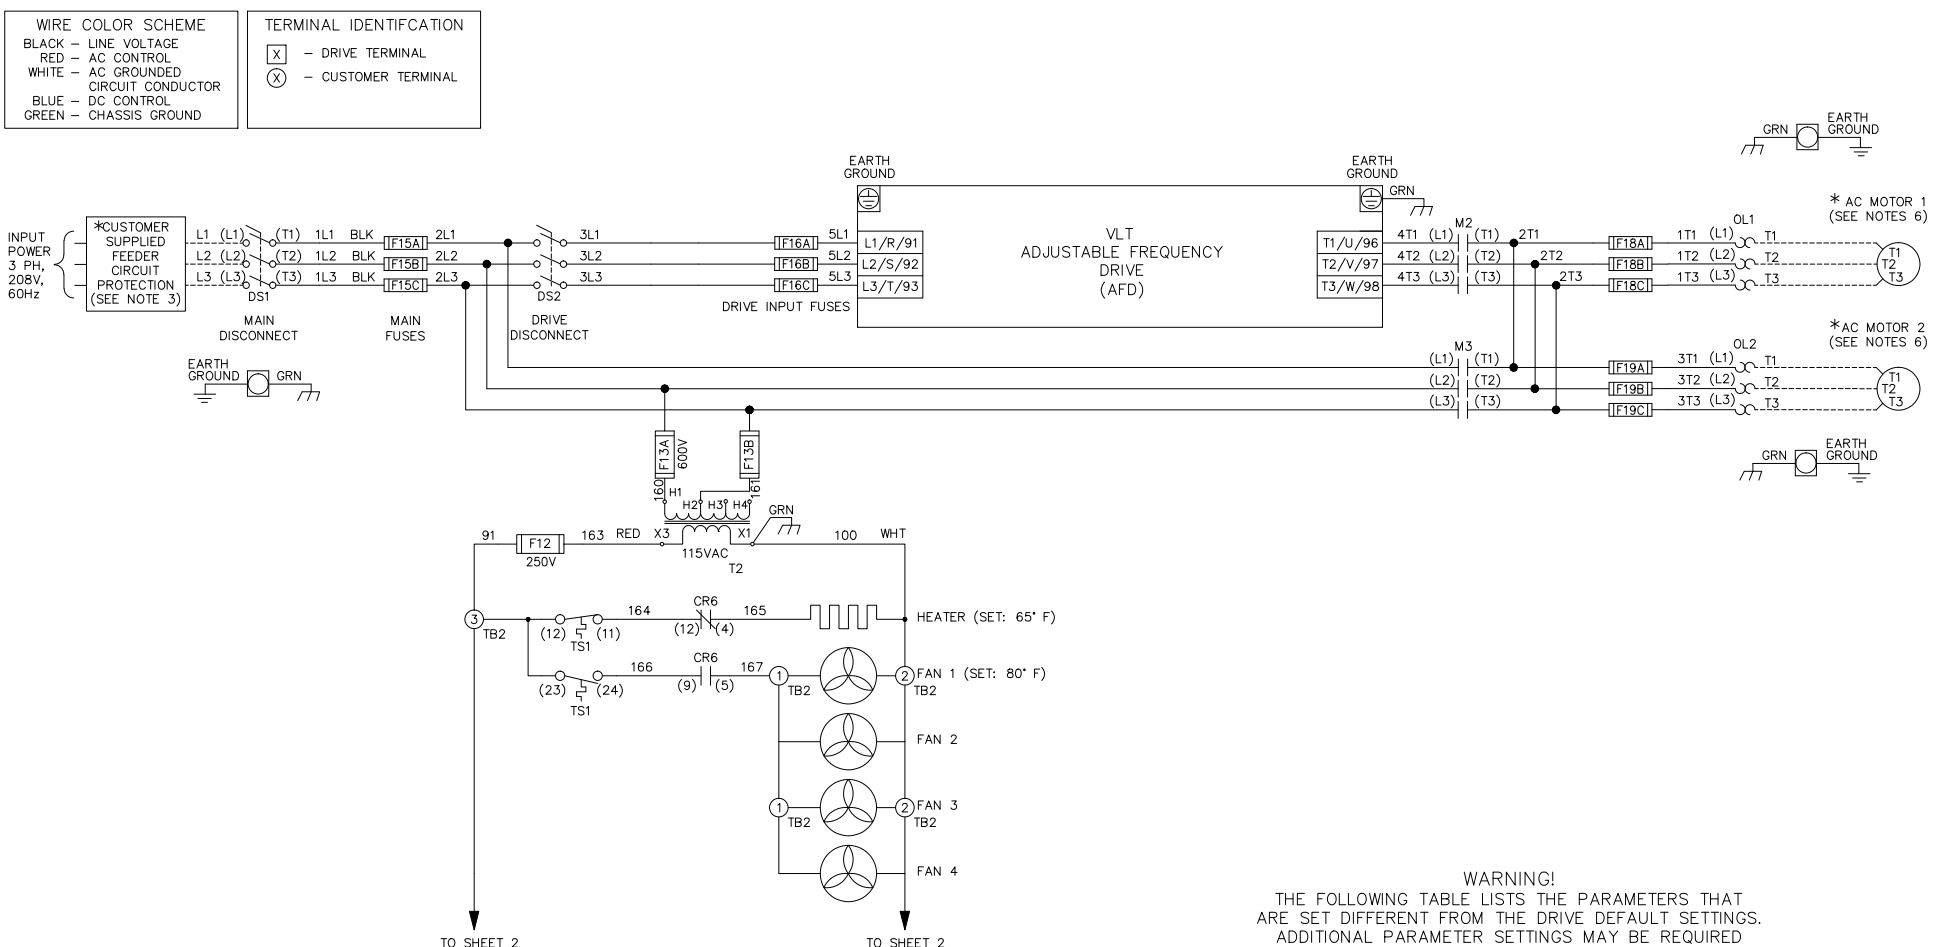 WIRE COLOR SCHEME
BLACK – LINE VOLTAGE
RED – AC CONTROL
WHITE – AC GROUNDED
CIRCUIT CONDUCTOR
BLUE – DC CONTROL
GREEN – CHASSIS GROUND
TERMINAL IDENTIFCATION
X – DRIVE TERMINAL
X – CUSTOMER TERMINAL
GRN
EARTH
GROUND
INPUT
POWER
3 PH,
208V,
60Hz
*CUSTOMER
SUPPLIED
FEEDER
CIRCUIT
PROTECTION
(SEE NOTE 3)
L1 (L1) (T1) 1L1 BLK F15A 2L1
L2 (L2) (T2) 1L2 BLK F15B 2L2
L3 (L3) (T3) 1L3 BLK F15C 2L3
DS1
MAIN
DISCONNECT
MAIN
FUSES
3L1
3L2
3L3
DS2
DRIVE
DISCONNECT
F16A 5L1
F16B 5L2
F16C 5L3
DRIVE INPUT FUSES
EARTH
GROUND
L1/R/91
L2/S/92
L3/T/93
VLT
ADJUSTABLE FREQUENCY
DRIVE
(AFD)
EARTH
GROUND
GRN
T1/U/96
T2/V/97
T3/W/98
M2
4T1 (L1) (T1) 2T1
4T2 (L2) (T2) 2T2
4T3 (L3) (T3) 2T3
OL1
F18A 1T1 (L1) T1
F18B 1T2 (L2) T2
F18C 1T3 (L3) T3
* AC MOTOR 1
(SEE NOTES 6)
T1
T2
T3
EARTH
GROUND
GRN
M3
(L1) (T1)
(L2) (T2)
(L3) (T3)
OL2
F19A 3T1 (L1) T1
F19B 3T2 (L2) T2
F19C 3T3 (L3) T3
*AC MOTOR 2
(SEE NOTES 6)
T1
T2
T3
GRN
EARTH
GROUND
F13A
600V
F13B
160
H1
H2
H3
H4
161
GRN
91
F12
250V
163
RED
X3
X1
115VAC
T2
100
WHT
3
TB2
(12) (11)
TS1
164
CR6
(12) (4)
165
HEATER (SET: 65° F)
(23) (24)
TS1
166
CR6
(9) (5)
167
1
TB2
2
TB2
FAN 1 (SET: 80° F)
FAN 2
1
TB2
2
TB2
FAN 3
FAN 4
TO SHEET 2
TO SHEET 2
WARNING!
THE FOLLOWING TABLE LISTS THE PARAMETERS THAT
ARE SET DIFFERENT FROM THE DRIVE DEFAULT SETTINGS.
ADDITIONAL PARAMETER SETTINGS MAY BE REQUIRED